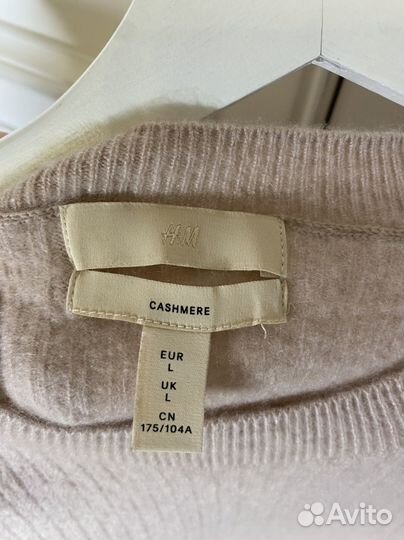 H&M
CASHMERE
EUR
L
UK
L
CN
175/104A
Avito